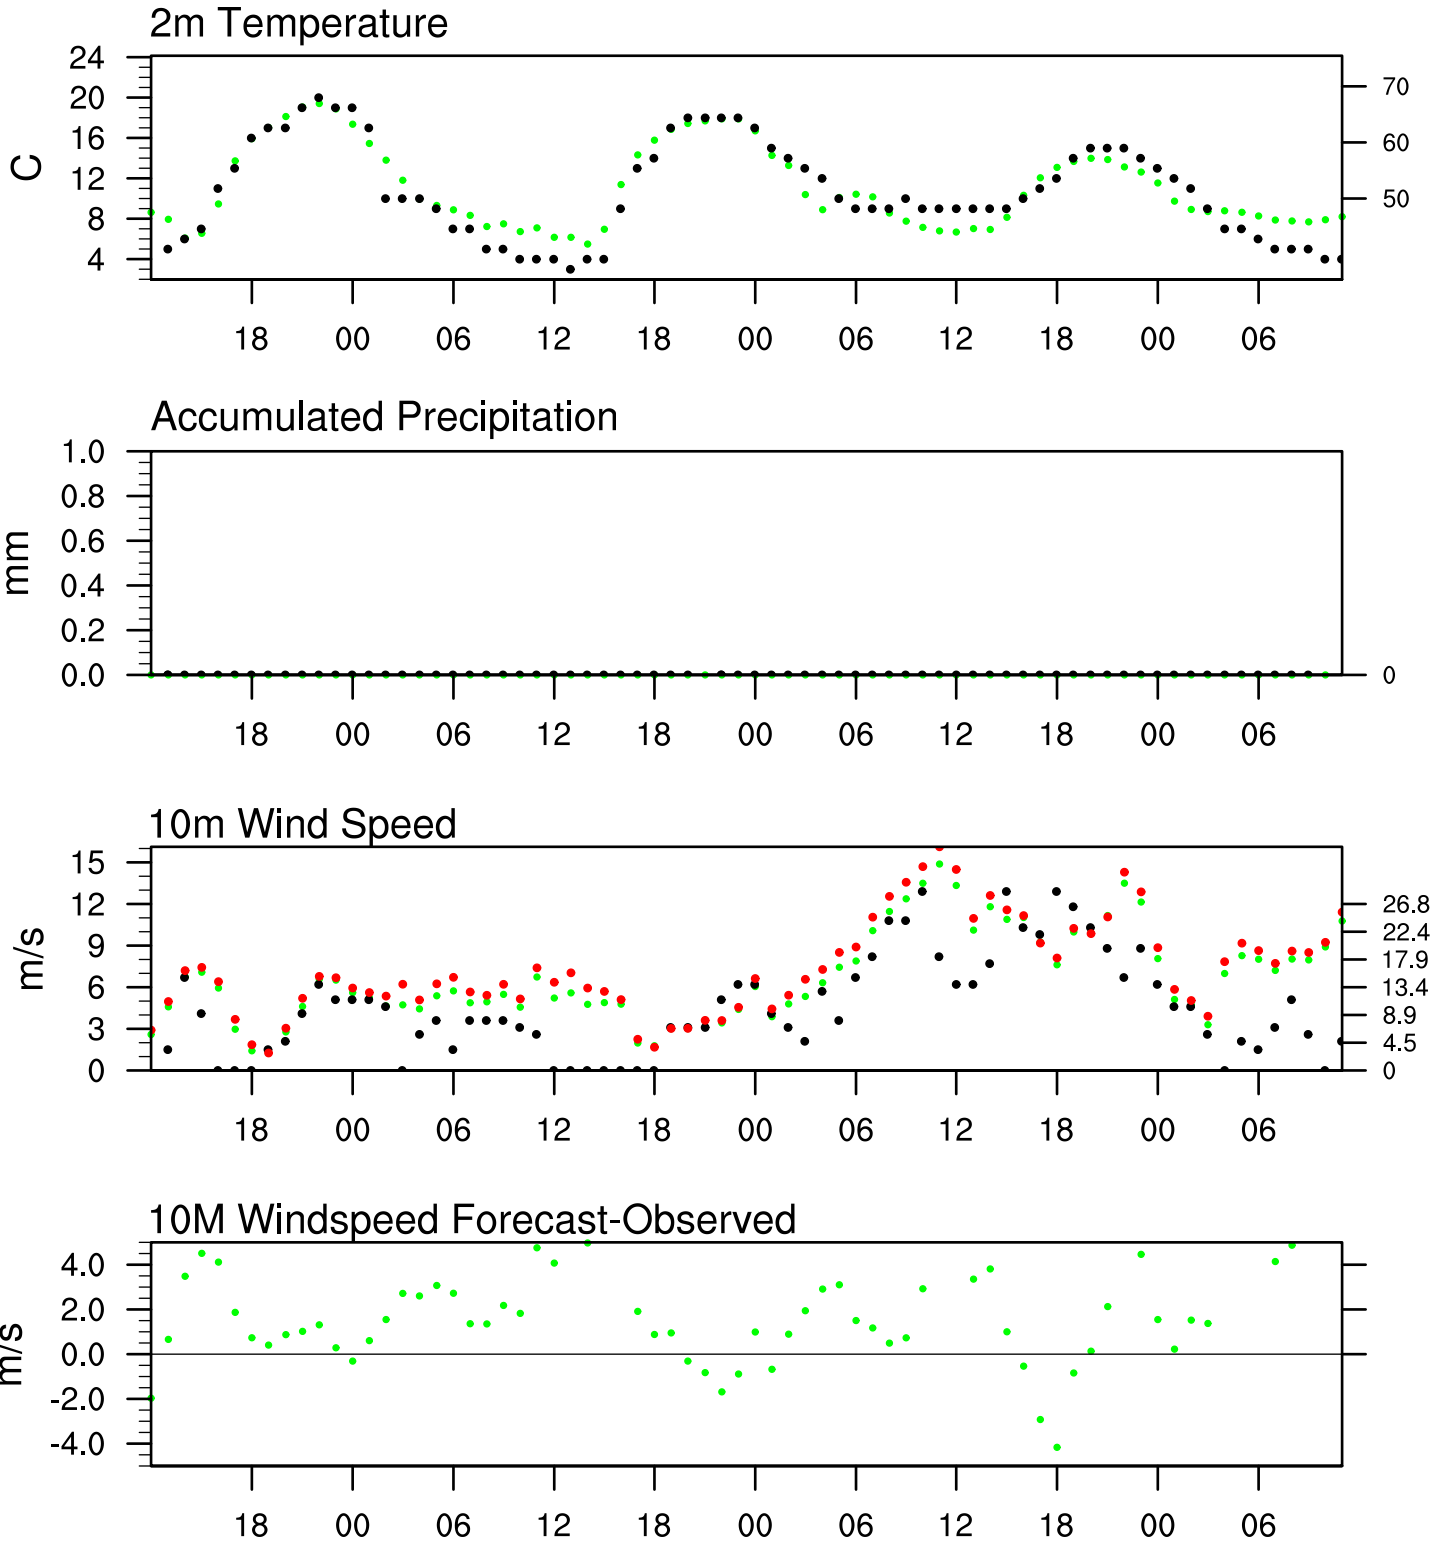 2m Temperature
24
20
16
12
8
4
C
70
60
50
18 00 06 12 18 00 06 12 18 00 06
Accumulated Precipitation
1.0
0.8
0.6
0.4
0.2
0.0
mm
0
18 00 06 12 18 00 06 12 18 00 06
10m Wind Speed
15
12
9
6
3
0
m/s
26.8
22.4
17.9
13.4
8.9
4.5
0
18 00 06 12 18 00 06 12 18 00 06
10M Windspeed Forecast-Observed
4.0
2.0
0.0
-2.0
-4.0
m/s
18 00 06 12 18 00 06 12 18 00 06